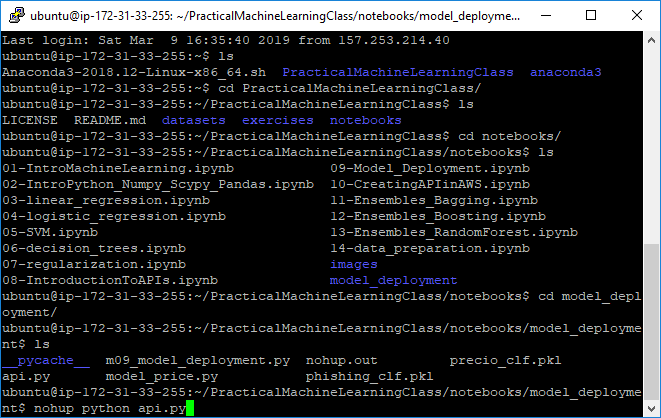 ubuntu@ip-172-31-33-255: ~/PracticalMachineLearningClass/notebooks/model_deployme...
Last login: Sat Mar  9 16:35:40 2019 from 157.253.214.40
ubuntu@ip-172-31-33-255:~$ ls
Anaconda3-2018.12-Linux-x86_64.sh  PracticalMachineLearningClass  anaconda3
ubuntu@ip-172-31-33-255:~$ cd PracticalMachineLearningClass/
ubuntu@ip-172-31-33-255:~/PracticalMachineLearningClass$ ls
LICENSE  README.md  datasets  exercises  notebooks
ubuntu@ip-172-31-33-255:~/PracticalMachineLearningClass$ cd notebooks/
ubuntu@ip-172-31-33-255:~/PracticalMachineLearningClass/notebooks$ ls
01-IntroMachineLearning.ipynb            09-Model_Deployment.ipynb
02-IntroPython_Numpy_Scypy_Pandas.ipynb  10-CreatingAPIinAWS.ipynb
03-linear_regression.ipynb               11-Ensembles_Bagging.ipynb
04-logistic_regression.ipynb             12-Ensembles_Boosting.ipynb
05-SVM.ipynb                             13-Ensembles_RandomForest.ipynb
06-decision_trees.ipynb                  14-data_preparation.ipynb
07-regularization.ipynb                  images
08-IntroductionToAPIs.ipynb              model_deployment
ubuntu@ip-172-31-33-255:~/PracticalMachineLearningClass/notebooks$ cd model_depl
oyment/
ubuntu@ip-172-31-33-255:~/PracticalMachineLearningClass/notebooks/model_deployme
nt$ ls
__pycache__  m09_model_deployment.py  nohup.out         precio_clf.pkl
api.py       model_price.py           phishing_clf.pkl
ubuntu@ip-172-31-33-255:~/PracticalMachineLearningClass/notebooks/model_deployme
nt$ nohup python api.py